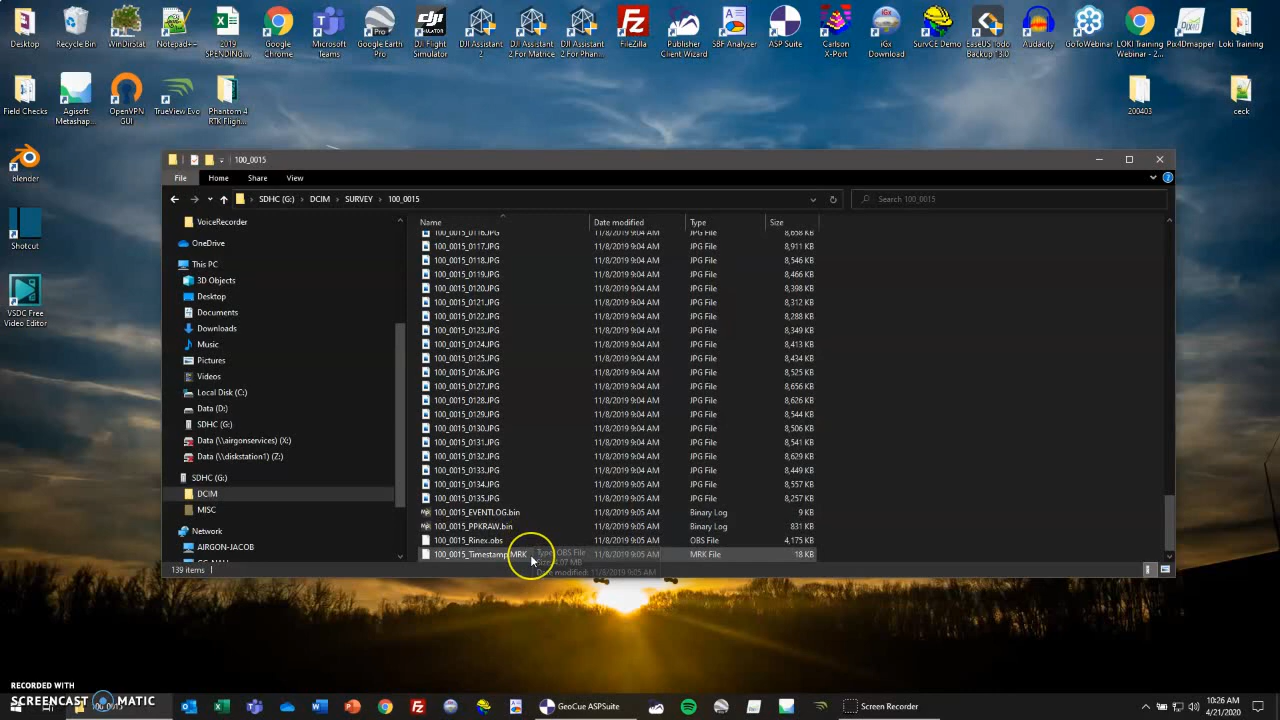 Desktop
Recycle Bin
WinDirStat
Notepad++
2019 SPENDING...
Google Chrome
Microsoft Teams
Google Earth Pro
DJI Flight Simulator
DJI Assistant 2
DJI Assistant 2 For Matrice
DJI Assistant 2 For Phan...
FileZilla
Publisher Client Wizard
SBF Analyzer
ASP Suite
Carlson X-Port
iGx Download
SurvCE Demo
EaseUS Todo Backup 13.0
Audacity
GoToWebinar
LOKI Training Webinar - 2...
Pix4Dmapper
Loki Training
Field Checks
Agisoft Metashap...
OpenVPN GUI
TrueView Evo
Phantom 4 RTK Flign...
200403
ceck
blender
Shotcut
VSDC Free Video Editor
100_0015
File Home Share View
SDHC (G:) > DCIM > SURVEY > 100_0015
Search 100_0015
VoiceRecorder
OneDrive
This PC
3D Objects
Desktop
Documents
Downloads
Music
Pictures
Videos
Local Disk (C:)
Data (D:)
SDHC (G:)
Data (\\airgonservices) (X:)
Data (\\diskstation1) (Z:)
SDHC (G:)
DCIM
MISC
Network
AIRGON-JACOB
Name Date modified Type Size
100_0015_0116.JPG 11/8/2019 9:04 AM JPG File 8,658 KB
100_0015_0117.JPG 11/8/2019 9:04 AM JPG File 8,911 KB
100_0015_0118.JPG 11/8/2019 9:04 AM JPG File 8,546 KB
100_0015_0119.JPG 11/8/2019 9:04 AM JPG File 8,466 KB
100_0015_0120.JPG 11/8/2019 9:04 AM JPG File 8,398 KB
100_0015_0121.JPG 11/8/2019 9:04 AM JPG File 8,312 KB
100_0015_0122.JPG 11/8/2019 9:04 AM JPG File 8,288 KB
100_0015_0123.JPG 11/8/2019 9:04 AM JPG File 8,349 KB
100_0015_0124.JPG 11/8/2019 9:04 AM JPG File 8,413 KB
100_0015_0125.JPG 11/8/2019 9:04 AM JPG File 8,434 KB
100_0015_0126.JPG 11/8/2019 9:04 AM JPG File 8,525 KB
100_0015_0127.JPG 11/8/2019 9:04 AM JPG File 8,656 KB
100_0015_0128.JPG 11/8/2019 9:04 AM JPG File 8,626 KB
100_0015_0129.JPG 11/8/2019 9:04 AM JPG File 8,544 KB
100_0015_0130.JPG 11/8/2019 9:04 AM JPG File 8,506 KB
100_0015_0131.JPG 11/8/2019 9:04 AM JPG File 8,541 KB
100_0015_0132.JPG 11/8/2019 9:04 AM JPG File 8,629 KB
100_0015_0133.JPG 11/8/2019 9:04 AM JPG File 8,449 KB
100_0015_0134.JPG 11/8/2019 9:05 AM JPG File 8,557 KB
100_0015_0135.JPG 11/8/2019 9:05 AM JPG File 8,257 KB
100_0015_EVENTLOG.bin 11/8/2019 9:05 AM Binary Log 9 KB
100_0015_PPKRAW.bin 11/8/2019 9:05 AM Binary Log 831 KB
100_0015_Rinex.obs 11/8/2019 9:05 AM OBS File 4,175 KB
100_0015_Timestamp.MRK 11/8/2019 9:05 AM MRK File 18 KB
Type: OBS File
Size: 4.07 MB
Date modified: 11/8/2019 9:05 AM
139 items
RECORDED WITH
SCREENCAST MATIC
100_0015
GeoCue ASPSuite
Screen Recorder
10:26 AM
4/21/2020